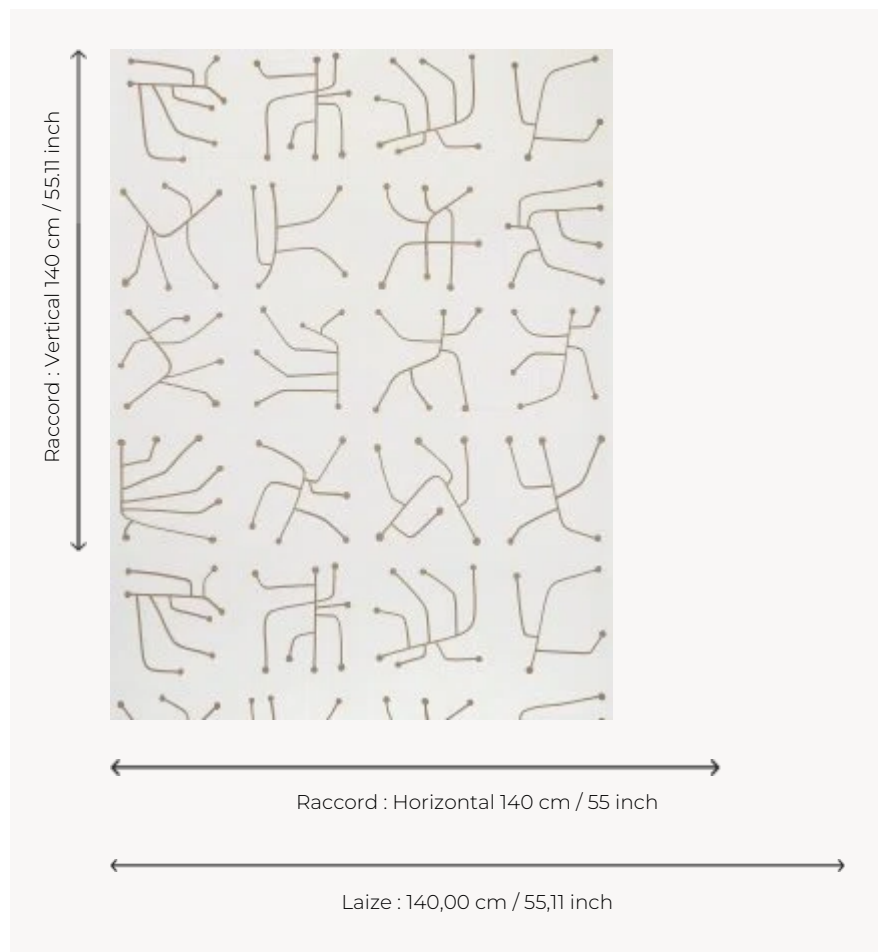 Raccord : Vertical 140 cm / 55.11 inch
Raccord : Horizontal 140 cm / 55 inch
Laize : 140,00 cm / 55,11 inch